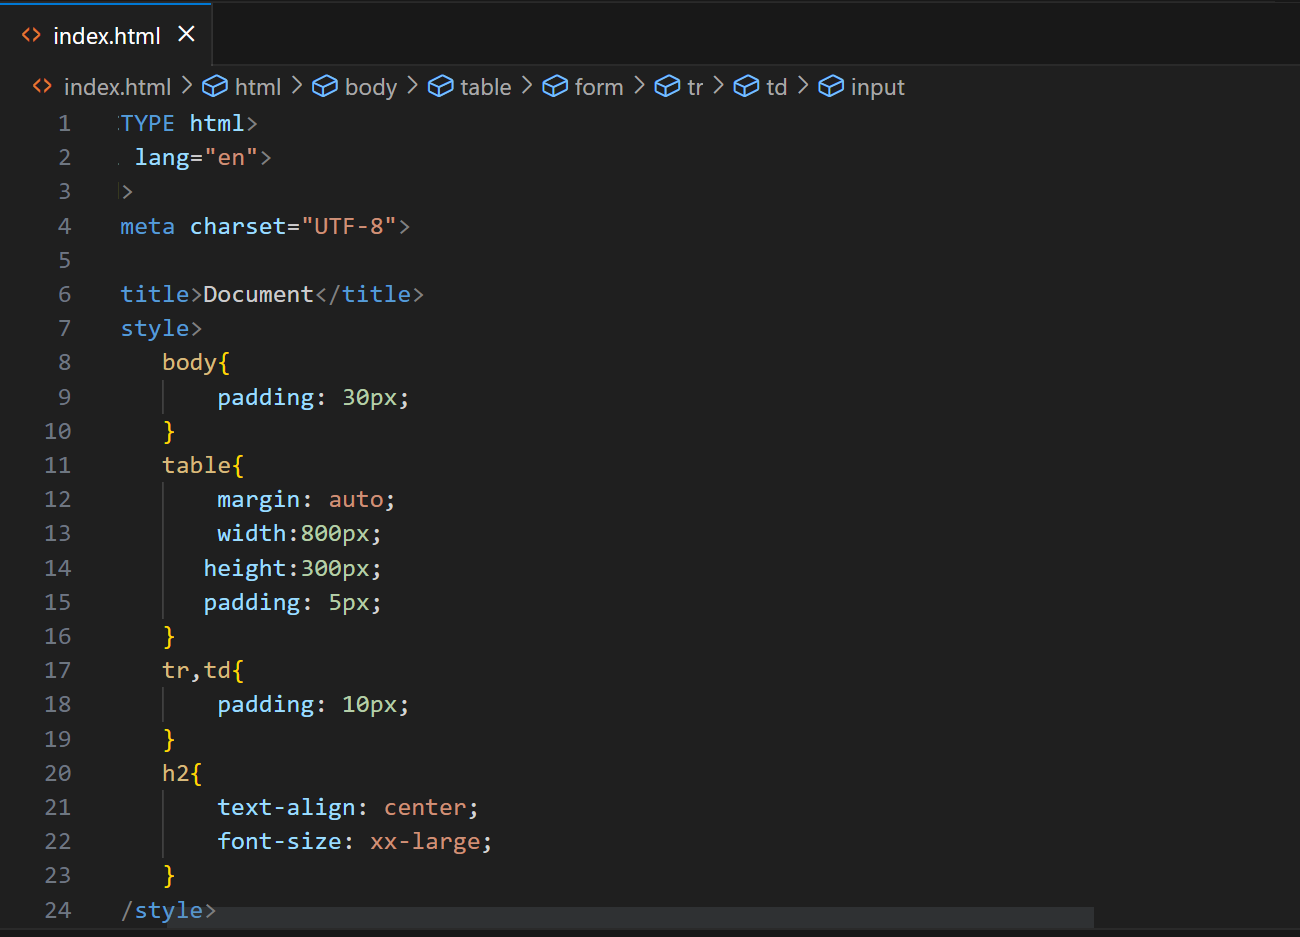 index.html
index.html > html > body > table > form > tr > td > input
1 TYPE html>
2 lang="en">
3 >
4 meta charset="UTF-8">
5
6 title>Document</title>
7 style>
8 body{
9 padding: 30px;
10 }
11 table{
12 margin: auto;
13 width:800px;
14 height:300px;
15 padding: 5px;
16 }
17 tr,td{
18 padding: 10px;
19 }
20 h2{
21 text-align: center;
22 font-size: xx-large;
23 }
24 /style>